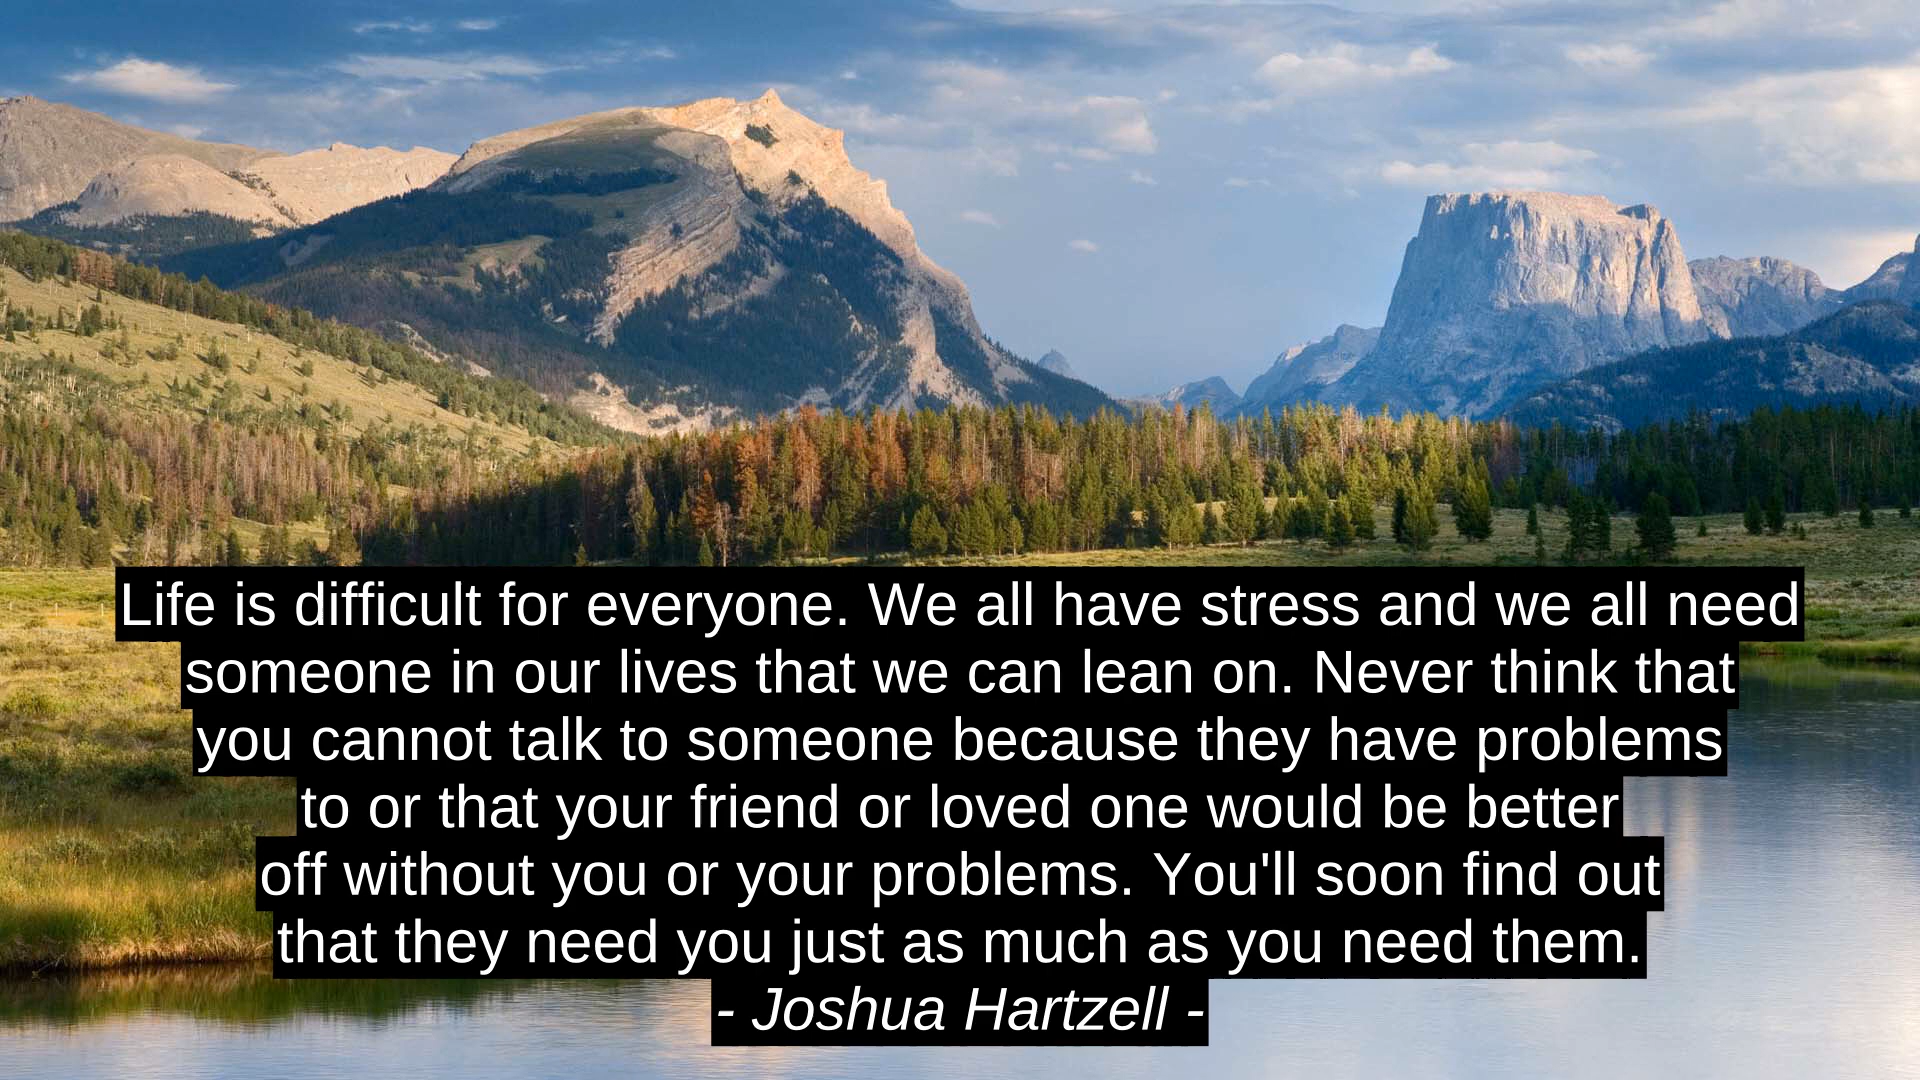 Life is difficult for everyone. We all have stress and we all need
someone in our lives that we can lean on. Never think that
you cannot talk to someone because they have problems
to or that your friend or loved one would be better
off without you or your problems. You'll soon find out
that they need you just as much as you need them.
- Joshua Hartzell -